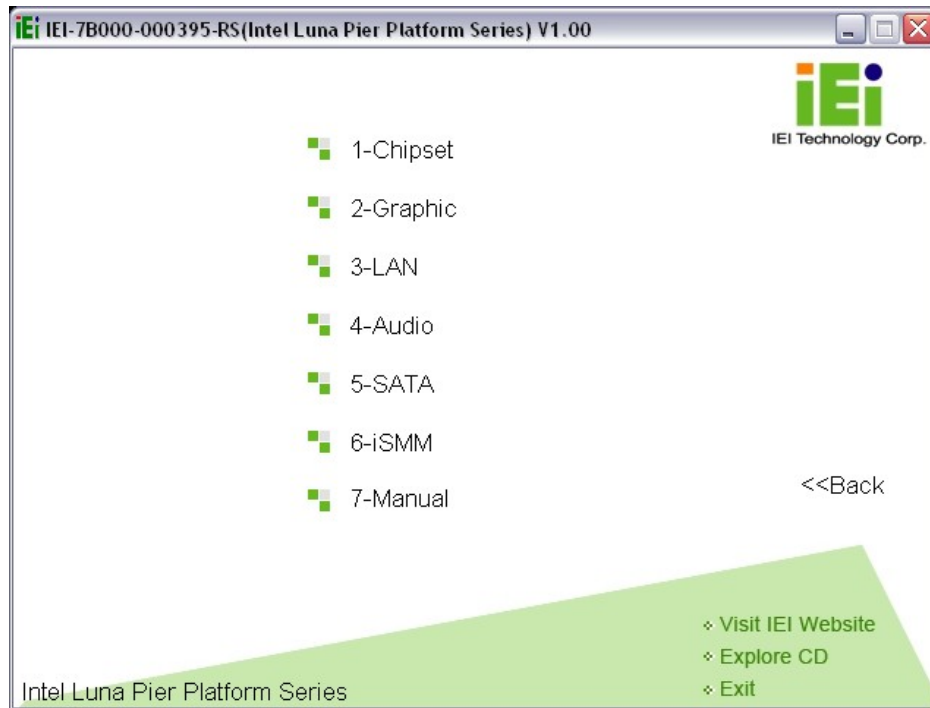 iEi IEI-7B000-000395-RS(Intel Luna Pier Platform Series) V1.00
iEi
IEI Technology Corp.
1-Chipset
2-Graphic
3-LAN
4-Audio
5-SATA
6-iSMM
7-Manual
<<Back
Visit IEI Website
Explore CD
Exit
Intel Luna Pier Platform Series